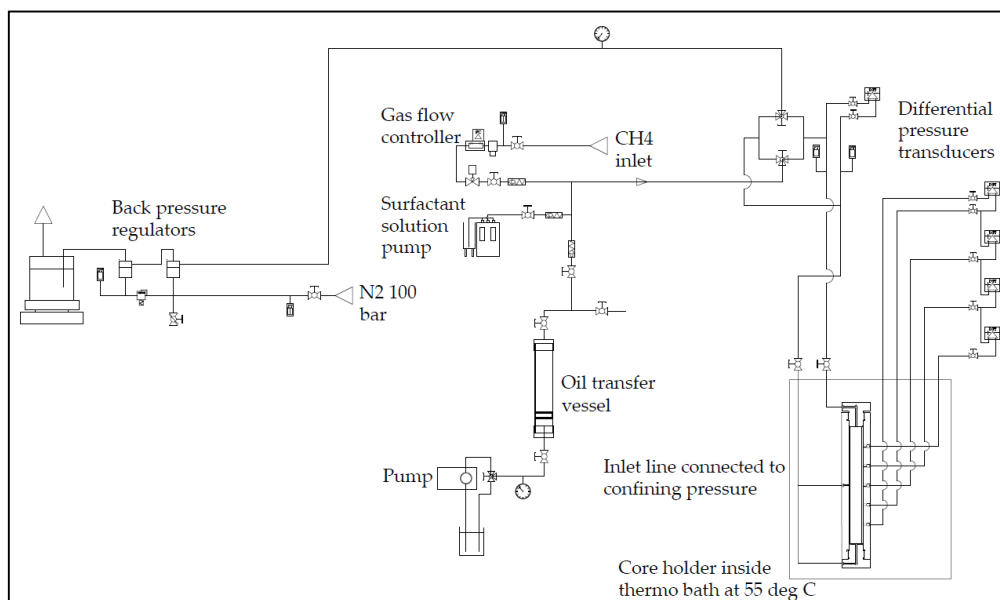 Gas flow
controller
CH4
inlet
Differential
pressure
transducers
Back pressure
regulators
Surfactant
solution
pump
N2 100
bar
Oil transfer
vessel
Pump
Inlet line connected to
confining pressure
Core holder inside
thermo bath at 55 deg C